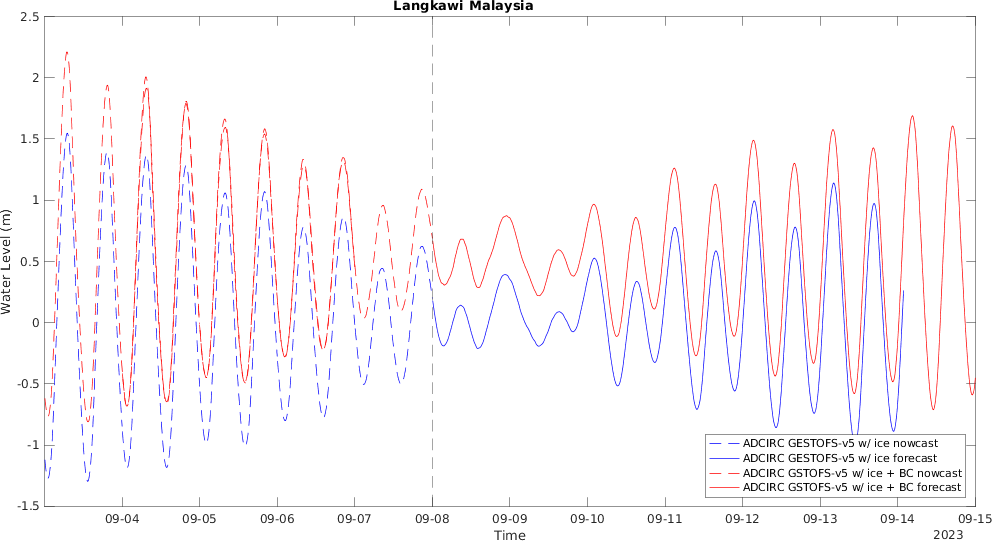 Langkawi Malaysia
2.5
2
1.5
1
0.5
0
-0.5
-1
-1.5
Water Level (m)
ADCIRC GESTOFS-v5 w/ ice nowcast
ADCIRC GESTOFS-v5 w/ ice forecast
ADCIRC GSTOFS-v5 w/ ice + BC nowcast
ADCIRC GSTOFS-v5 w/ ice + BC forecast
09-04 09-05 09-06 09-07 09-08 09-09 09-10 09-11 09-12 09-13 09-14 09-15
Time
2023